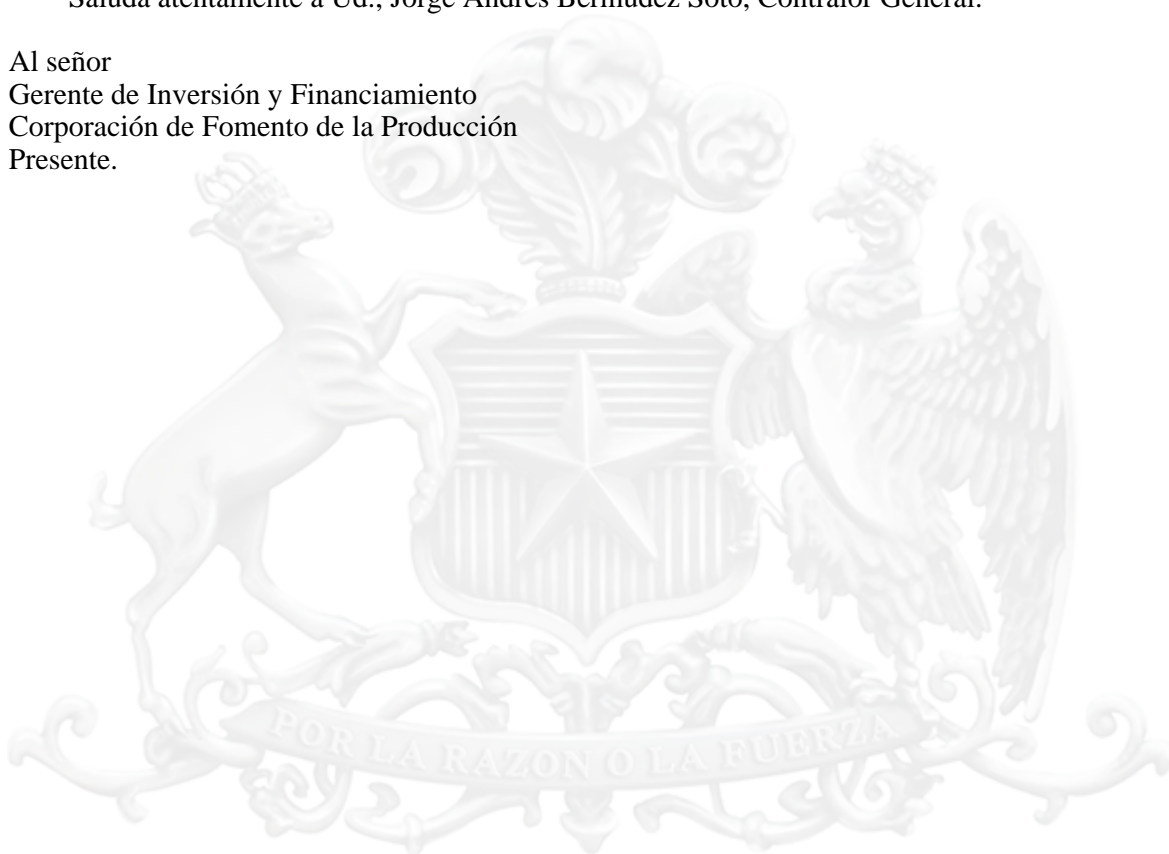 Saluda atentamente a Ud., Jorge Andrés Bermúdez Soto, Contralor General.
Al señor
Gerente de Inversión y Financiamiento
Corporación de Fomento de la Producción
Presente.
POR LA RAZON O LA FUERZA